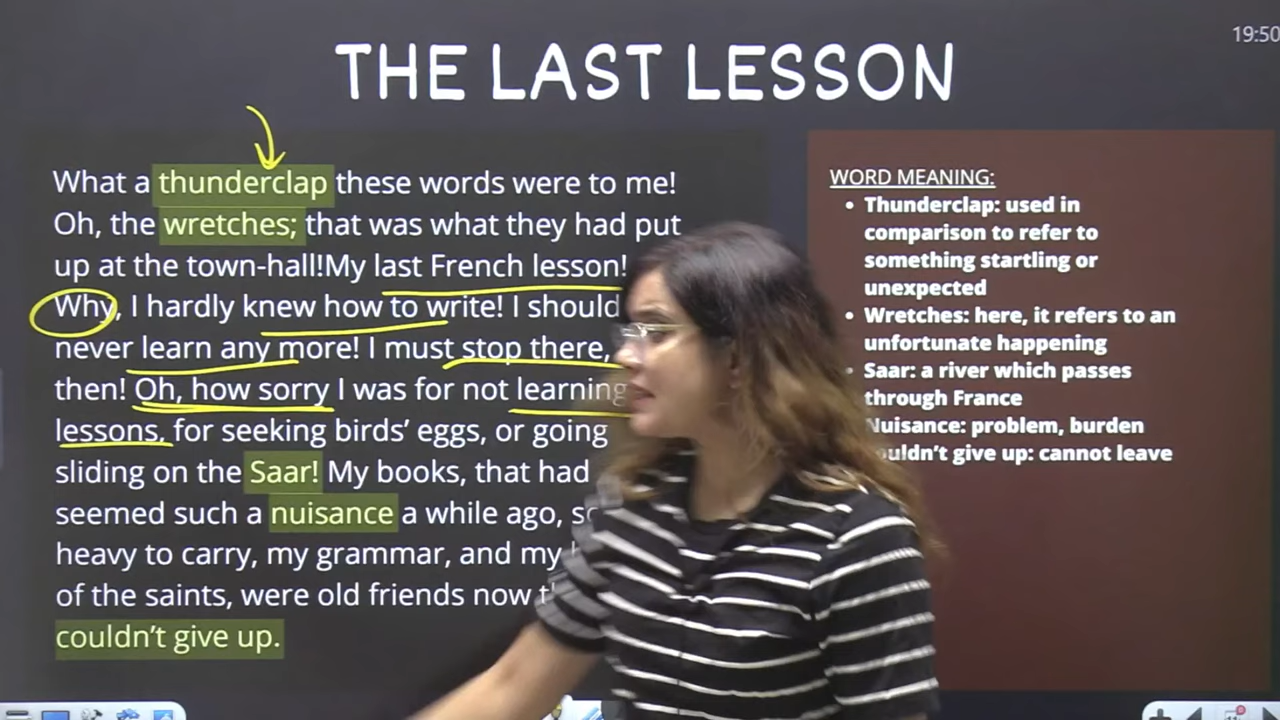 19:50
THE LAST LESSON
What a thunderclap these words were to me!
Oh, the wretches; that was what they had put
up at the town-hall!My last French lesson!
Why, I hardly knew how to write! I should
never learn any more! I must stop there,
then! Oh, how sorry I was for not learning
lessons, for seeking birds’ eggs, or going
sliding on the Saar! My books, that had
seemed such a nuisance a while ago,
heavy to carry, my grammar, and my
of the saints, were old friends now
couldn’t give up.
WORD MEANING:
• Thunderclap: used in
comparison to refer to
something startling or
unexpected
• Wretches: here, it refers to an
unfortunate happening
• Saar: a river which passes
through France
Nuisance: problem, burden
give up: cannot leave